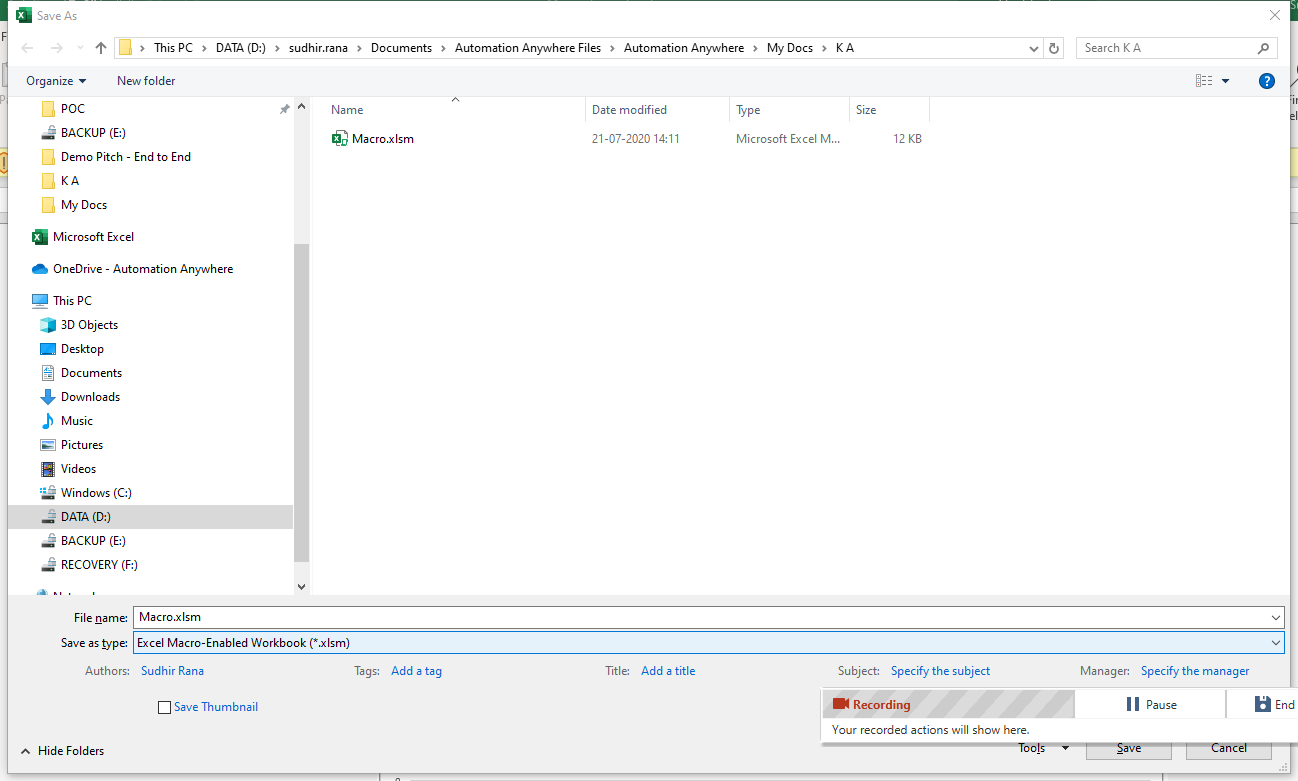 Save As
This PC > DATA (D:) > sudhir.rana > Documents > Automation Anywhere Files > Automation Anywhere > My Docs > K A
Search K A
Organize
New folder
Name
Date modified
Type
Size
Macro.xlsm
21-07-2020 14:11
Microsoft Excel M...
12 KB
POC
BACKUP (E:)
Demo Pitch - End to End
K A
My Docs
Microsoft Excel
OneDrive - Automation Anywhere
This PC
3D Objects
Desktop
Documents
Downloads
Music
Pictures
Videos
Windows (C:)
DATA (D:)
BACKUP (E:)
RECOVERY (F:)
File name: Macro.xlsm
Save as type: Excel Macro-Enabled Workbook (*.xlsm)
Authors: Sudhir Rana
Tags: Add a tag
Title: Add a title
Subject: Specify the subject
Manager: Specify the manager
Save Thumbnail
Recording
Pause
End
Your recorded actions will show here.
Hide Folders
Tools
Save
Cancel